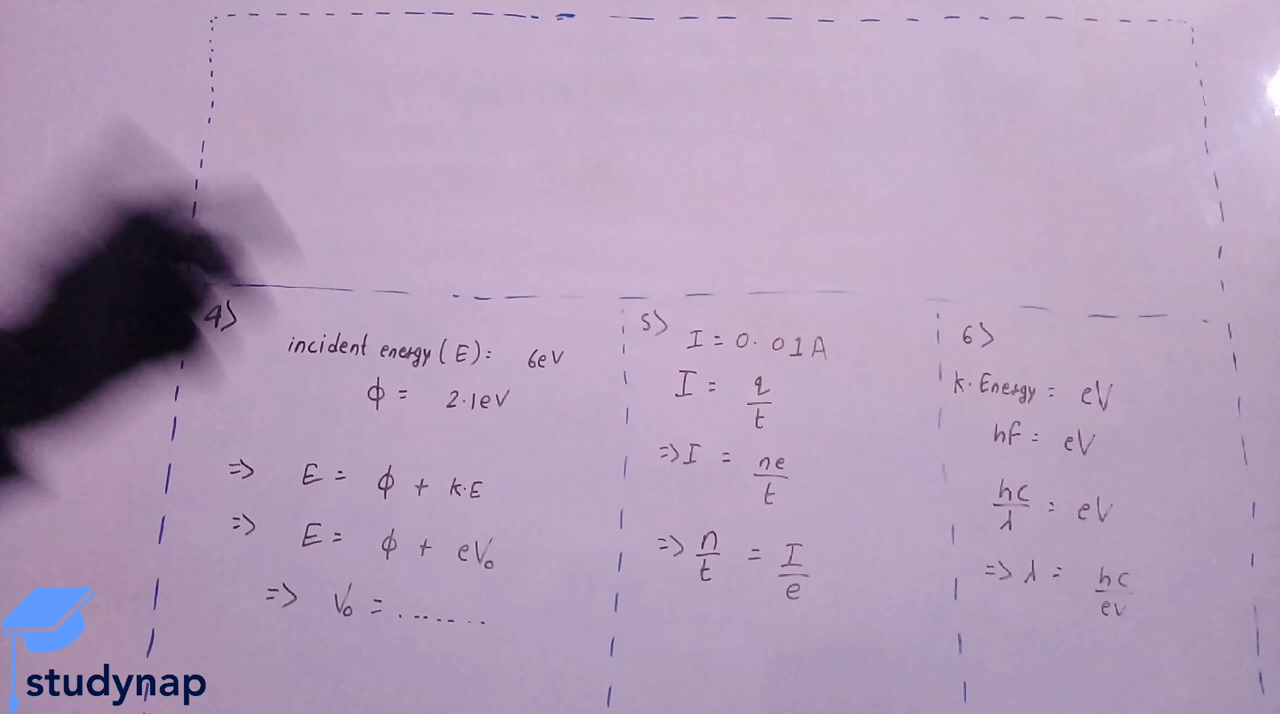 4>
incident energy (E): 6eV
ϕ = 2.1eV
=> E = ϕ + K.E
=> E = ϕ + eV₀
=> V₀ = .......
5>
I = 0.01A
I = q/t
=> I = ne/t
=> n/t = I/e
6>
K.Energy = eV
hf = eV
hc/λ = eV
=> λ = hc/ev
studynap